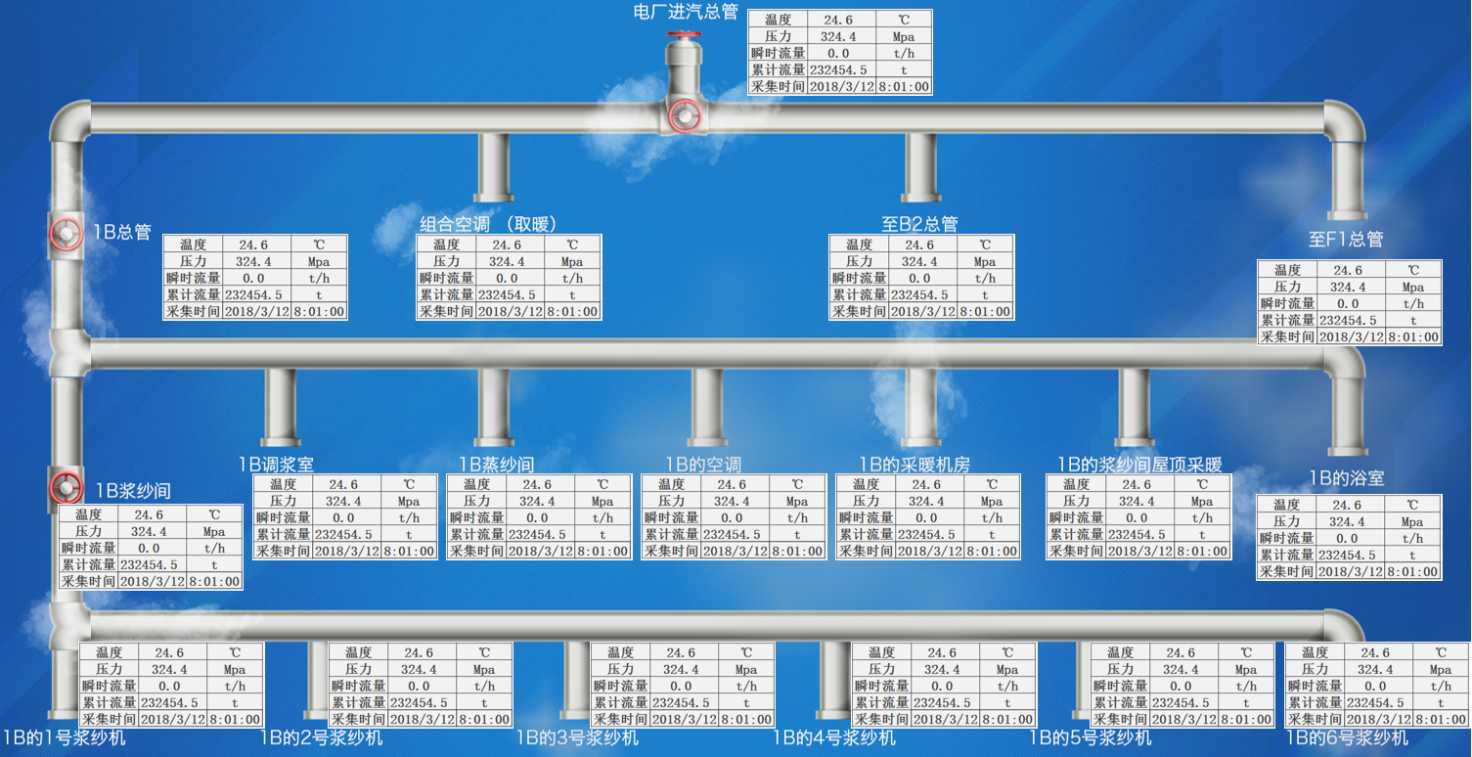 电厂进汽总管
温度 24.6 ℃
压力 324.4 Mpa
瞬时流量 0.0 t/h
累计流量 232454.5 t
采集时间 2018/3/12 8:01:00
1B总管
温度 24.6 ℃
压力 324.4 Mpa
瞬时流量 0.0 t/h
累计流量 232454.5 t
采集时间 2018/3/12 8:01:00
组合空调 （取暖）
温度 24.6 ℃
压力 324.4 Mpa
瞬时流量 0.0 t/h
累计流量 232454.5 t
采集时间 2018/3/12 8:01:00
至B2总管
温度 24.6 ℃
压力 324.4 Mpa
瞬时流量 0.0 t/h
累计流量 232454.5 t
采集时间 2018/3/12 8:01:00
至F1总管
温度 24.6 ℃
压力 324.4 Mpa
瞬时流量 0.0 t/h
累计流量 232454.5 t
采集时间 2018/3/12 8:01:00
1B浆纱间
温度 24.6 ℃
压力 324.4 Mpa
瞬时流量 0.0 t/h
累计流量 232454.5 t
采集时间 2018/3/12 8:01:00
1B调浆室
温度 24.6 ℃
压力 324.4 Mpa
瞬时流量 0.0 t/h
累计流量 232454.5 t
采集时间 2018/3/12 8:01:00
1B蒸纱间
温度 24.6 ℃
压力 324.4 Mpa
瞬时流量 0.0 t/h
累计流量 232454.5 t
采集时间 2018/3/12 8:01:00
1B的空调
温度 24.6 ℃
压力 324.4 Mpa
瞬时流量 0.0 t/h
累计流量 232454.5 t
采集时间 2018/3/12 8:01:00
1B的采暖机房
温度 24.6 ℃
压力 324.4 Mpa
瞬时流量 0.0 t/h
累计流量 232454.5 t
采集时间 2018/3/12 8:01:00
1B的浆纱间屋顶采暖
温度 24.6 ℃
压力 324.4 Mpa
瞬时流量 0.0 t/h
累计流量 232454.5 t
采集时间 2018/3/12 8:01:00
1B的浴室
温度 24.6 ℃
压力 324.4 Mpa
瞬时流量 0.0 t/h
累计流量 232454.5 t
采集时间 2018/3/12 8:01:00
温度 24.6 ℃
压力 324.4 Mpa
瞬时流量 0.0 t/h
累计流量 232454.5 t
采集时间 2018/3/12 8:01:00
1B的1号浆纱机
温度 24.6 ℃
压力 324.4 Mpa
瞬时流量 0.0 t/h
累计流量 232454.5 t
采集时间 2018/3/12 8:01:00
1B的2号浆纱机
温度 24.6 ℃
压力 324.4 Mpa
瞬时流量 0.0 t/h
累计流量 232454.5 t
采集时间 2018/3/12 8:01:00
1B的3号浆纱机
温度 24.6 ℃
压力 324.4 Mpa
瞬时流量 0.0 t/h
累计流量 232454.5 t
采集时间 2018/3/12 8:01:00
1B的4号浆纱机
温度 24.6 ℃
压力 324.4 Mpa
瞬时流量 0.0 t/h
累计流量 232454.5 t
采集时间 2018/3/12 8:01:00
1B的5号浆纱机
温度 24.6 ℃
压力 324.4 Mpa
瞬时流量 0.0 t/h
累计流量 232454.5 t
采集时间 2018/3/12 8:01:00
1B的6号浆纱机